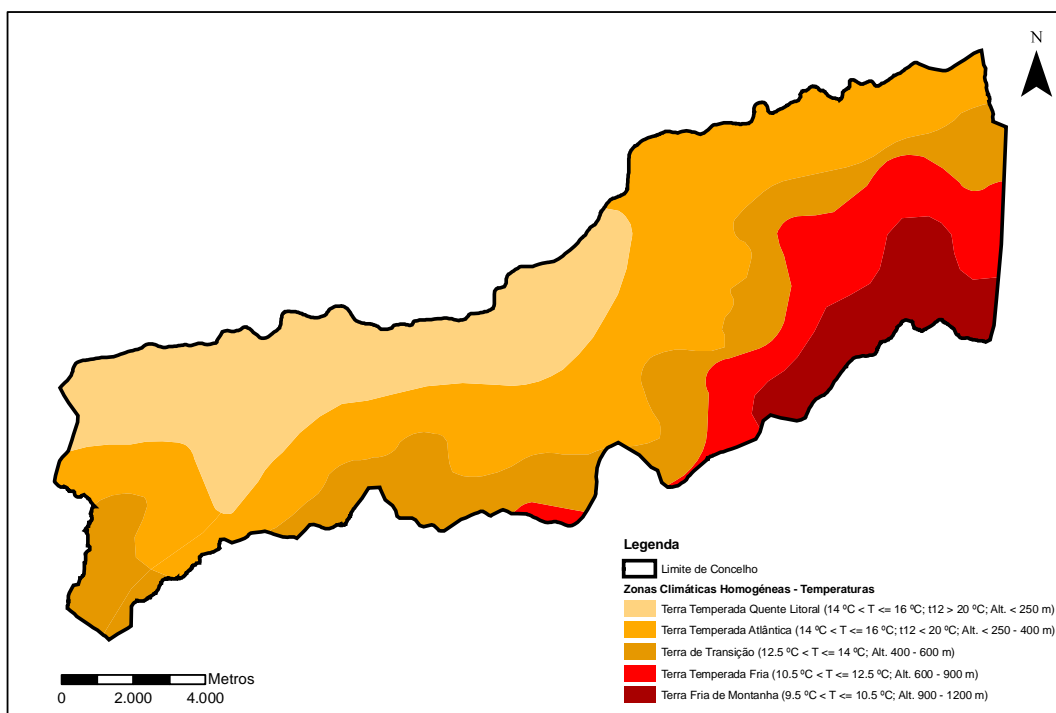 N
Legenda
Limite de Concelho
Zonas Climáticas Homogéneas - Temperaturas
Terra Temperada Quente Litoral (14 ºC < T <= 16 ºC; t12 > 20 ºC; Alt. < 250 m)
Terra Temperada Atlântica (14 ºC < T <= 16 ºC; t12 < 20 ºC; Alt. < 250 - 400 m)
Terra de Transição (12.5 ºC < T <= 14 ºC; Alt. 400 - 600 m)
Terra Temperada Fria (10.5 ºC < T <= 12.5 ºC; Alt. 600 - 900 m)
Terra Fria de Montanha (9.5 ºC < T <= 10.5 ºC; Alt. 900 - 1200 m)
Metros
0 2.000 4.000